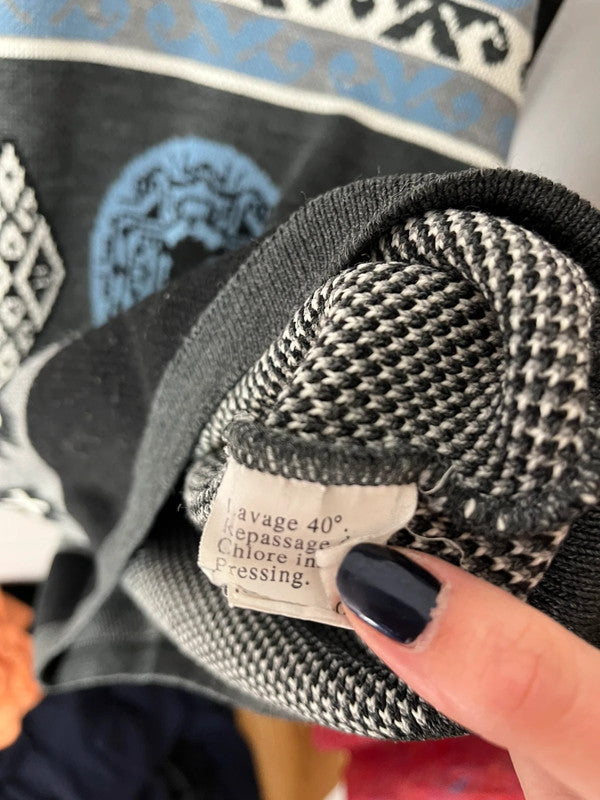 Lavage 40°.
Repassage
Chlore in
Pressing.